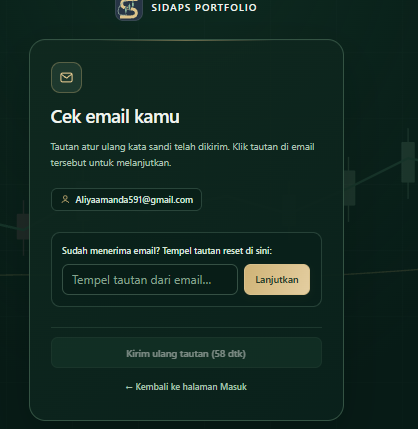 SIDAPS PORTFOLIO
Cek email kamu
Tautan atur ulang kata sandi telah dikirim. Klik tautan di email
tersebut untuk melanjutkan.
Aliyaamanda591@gmail.com
Sudah menerima email? Tempel tautan reset di sini:
Tempel tautan dari email...
Lanjutkan
Kirim ulang tautan (58 dtk)
← Kembali ke halaman Masuk